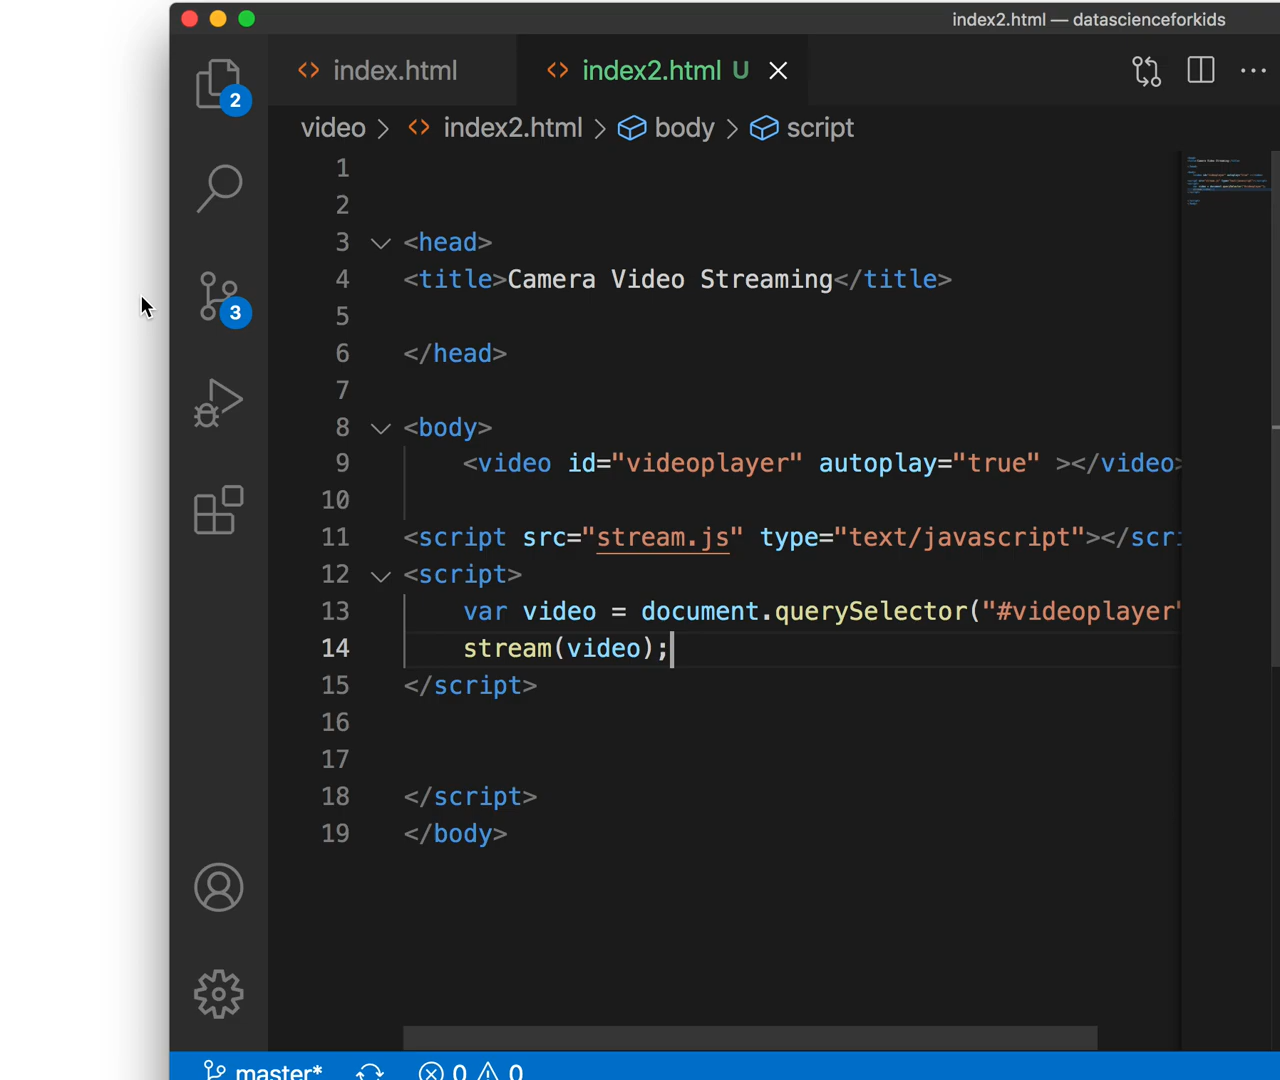 index2.html — datascienceforkids
2
index.html
index2.html U
video > index2.html > body > script
1
2
3 <head>
4 <title>Camera Video Streaming</title>
5
6 </head>
7
8 <body>
9 <video id="videoplayer" autoplay="true" ></video>
10
11 <script src="stream.js" type="text/javascript"></scri
12 <script>
13 var video = document.querySelector("#videoplayer"
14 stream(video);
15 </script>
16
17
18 </script>
19 </body>
3
master* 0 0